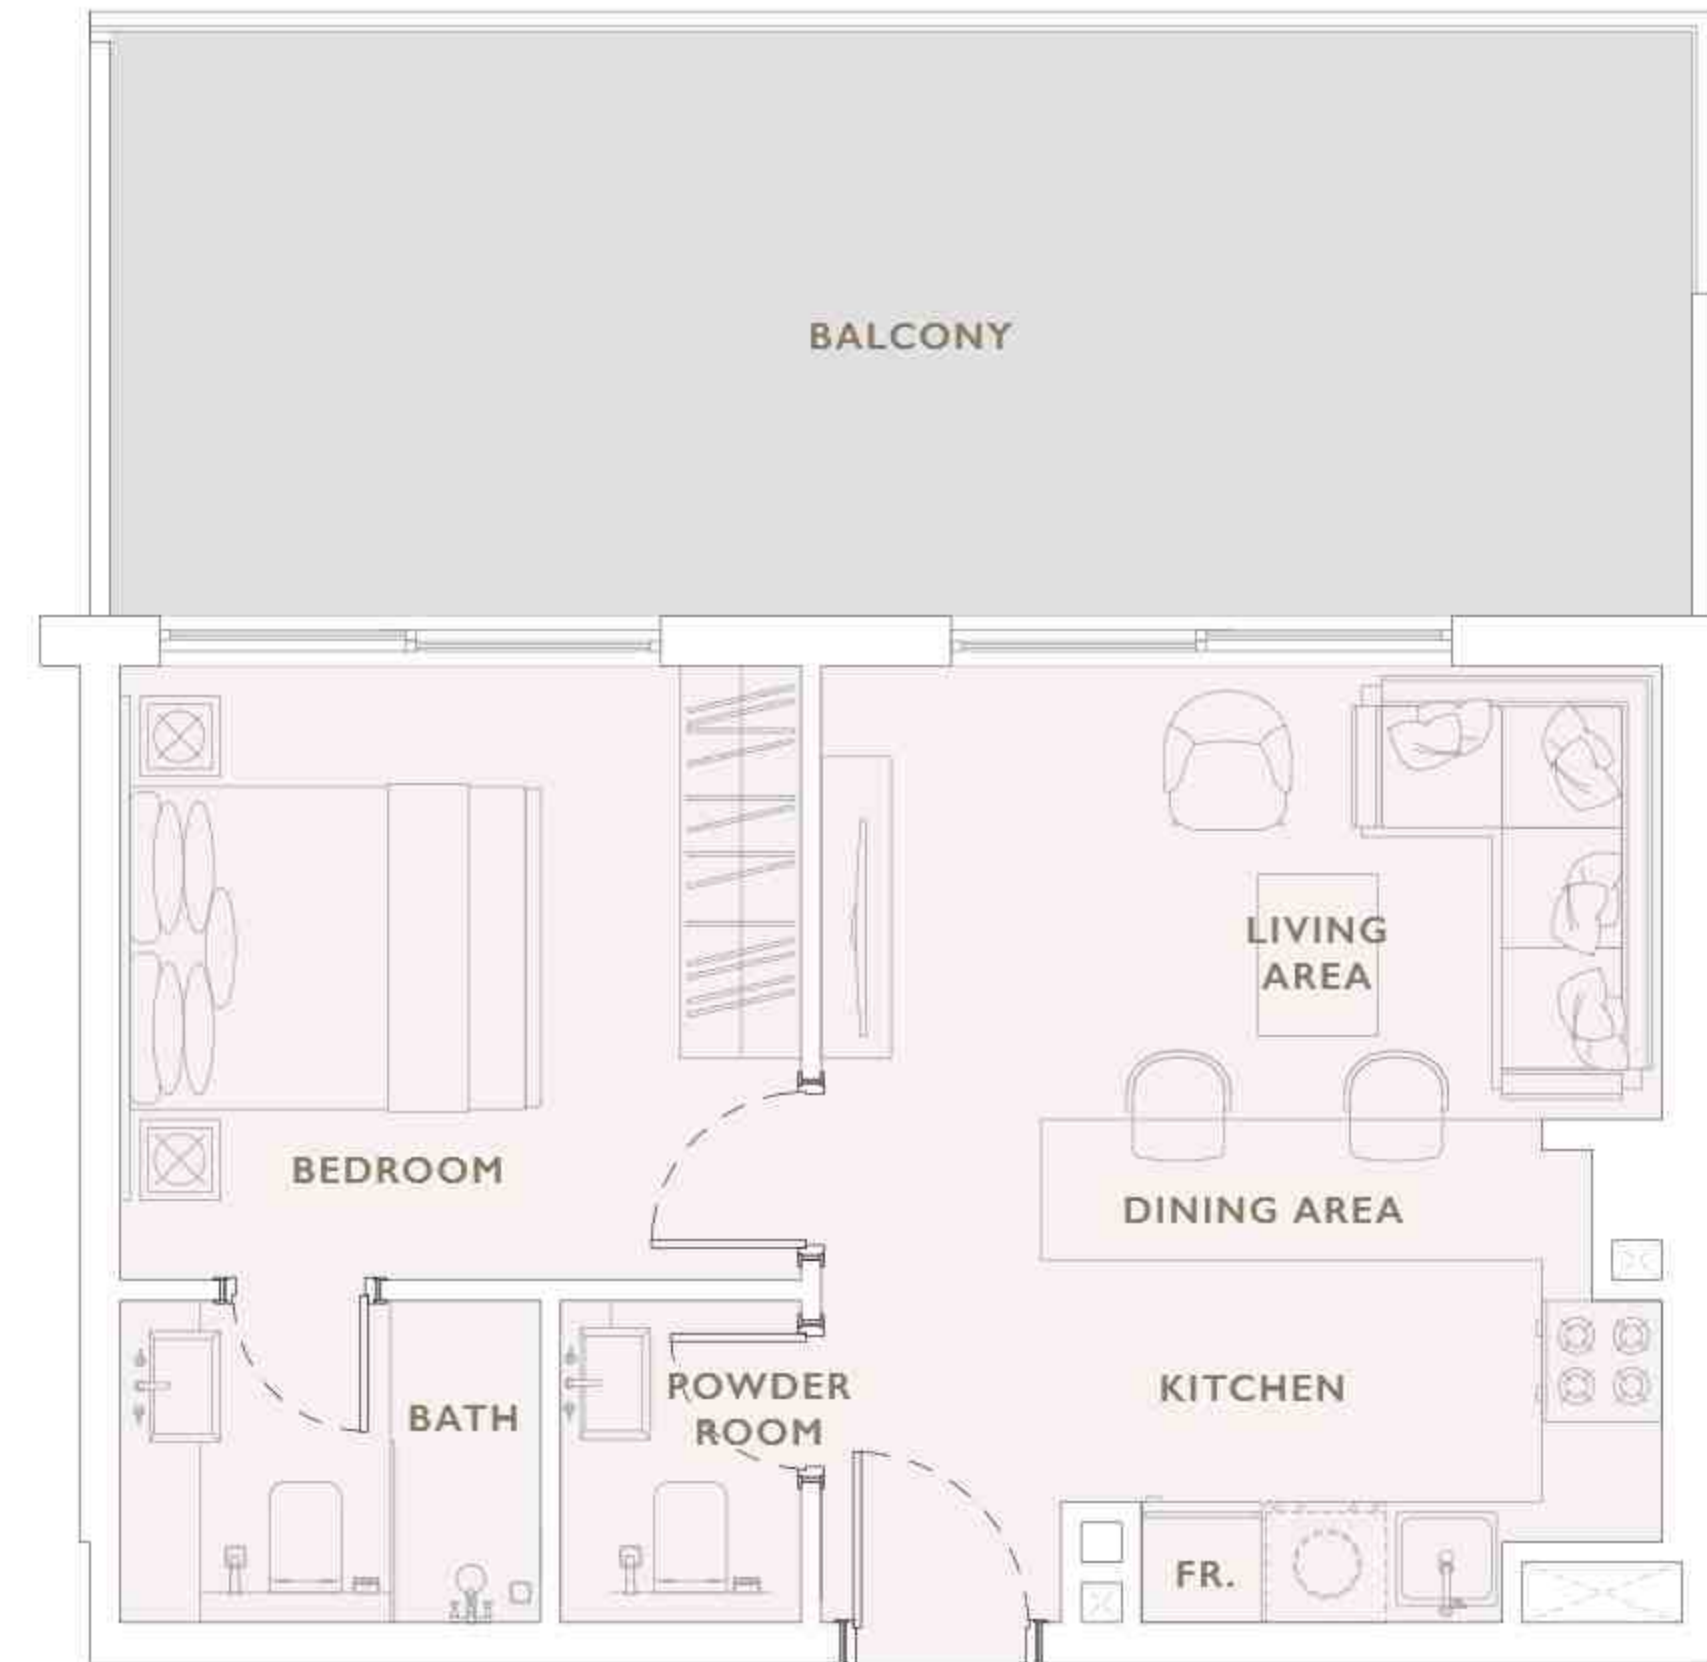 BALCONY
LIVING
AREA
BEDROOM
DINING AREA
POWDER
ROOM
KITCHEN
BATH
FR.